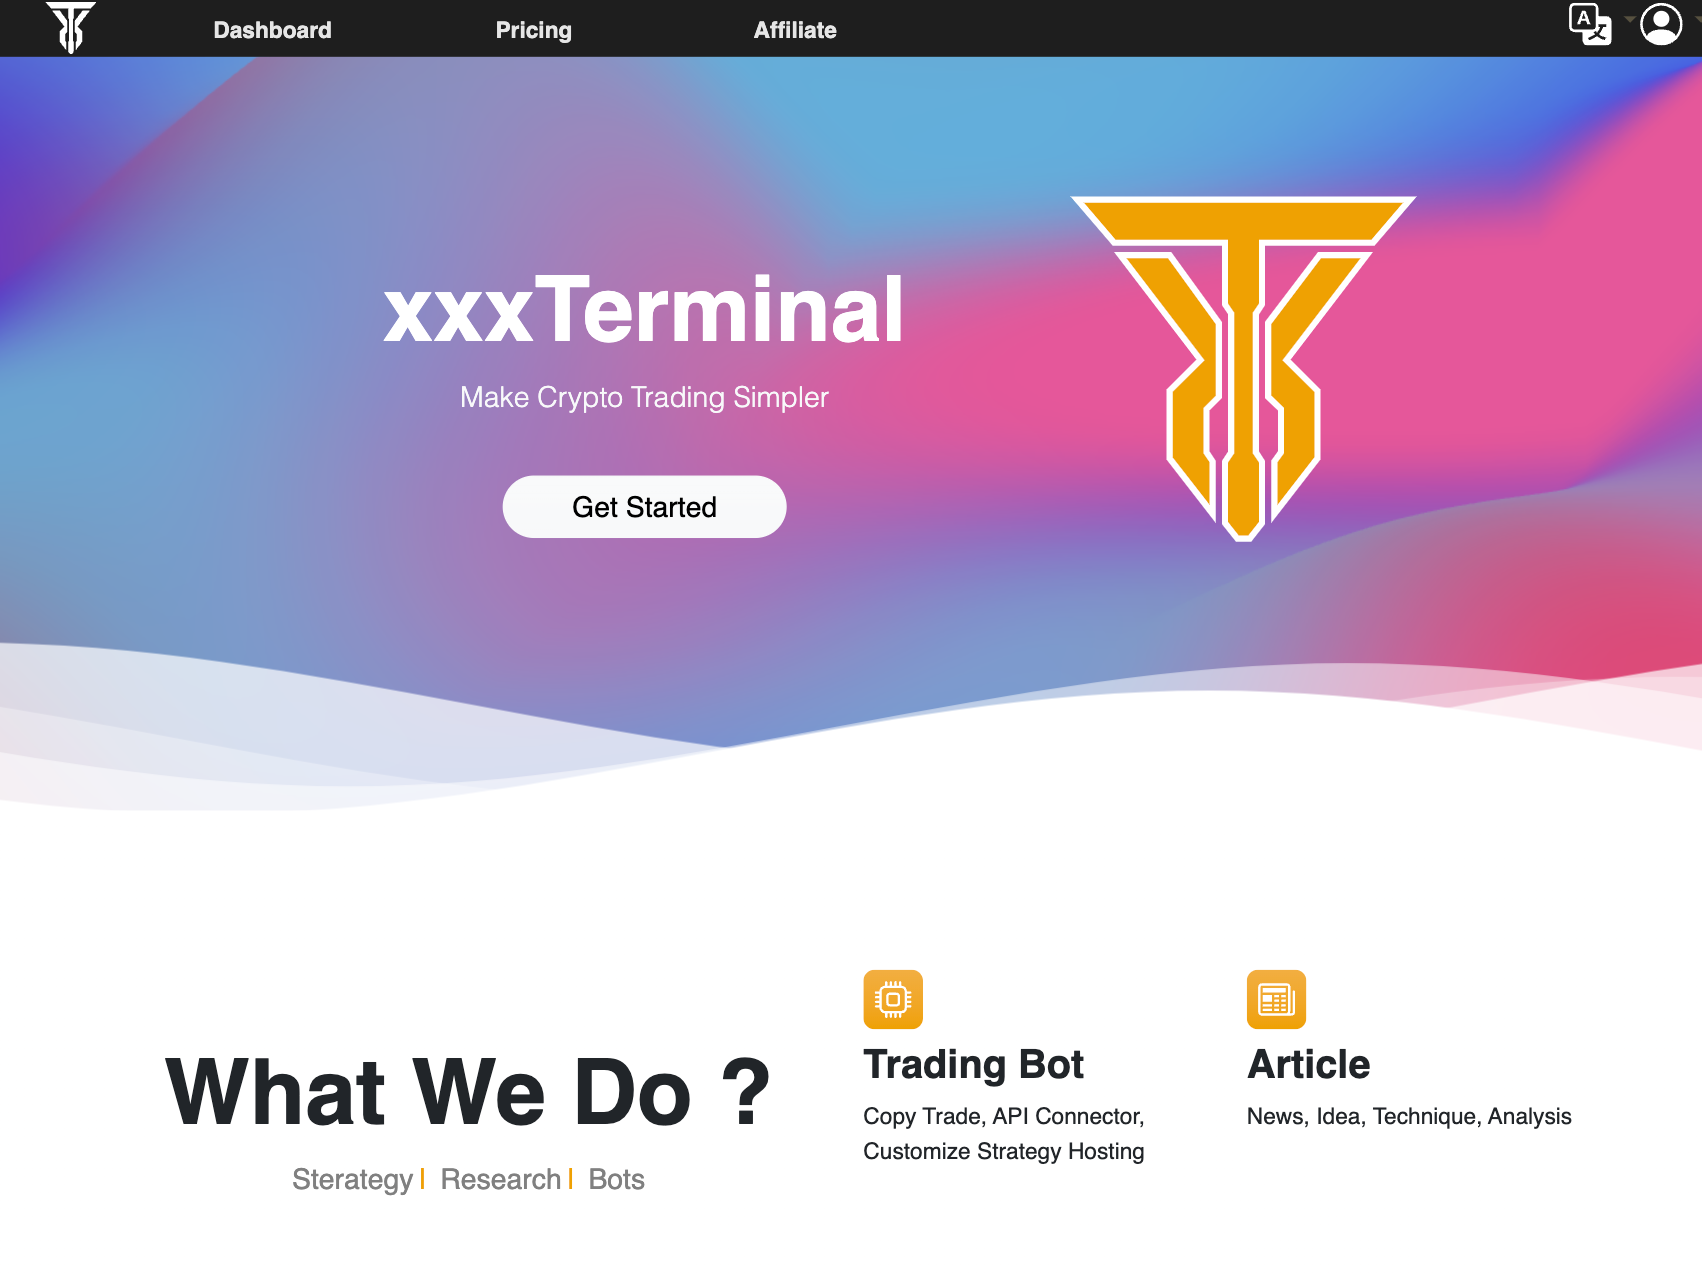 Dashboard
Pricing
Affiliate
A
xxxTerminal
Make Crypto Trading Simpler
Get Started
What We Do ?
Sterategy | Research | Bots
Trading Bot
Copy Trade, API Connector,
Customize Strategy Hosting
Article
News, Idea, Technique, Analysis